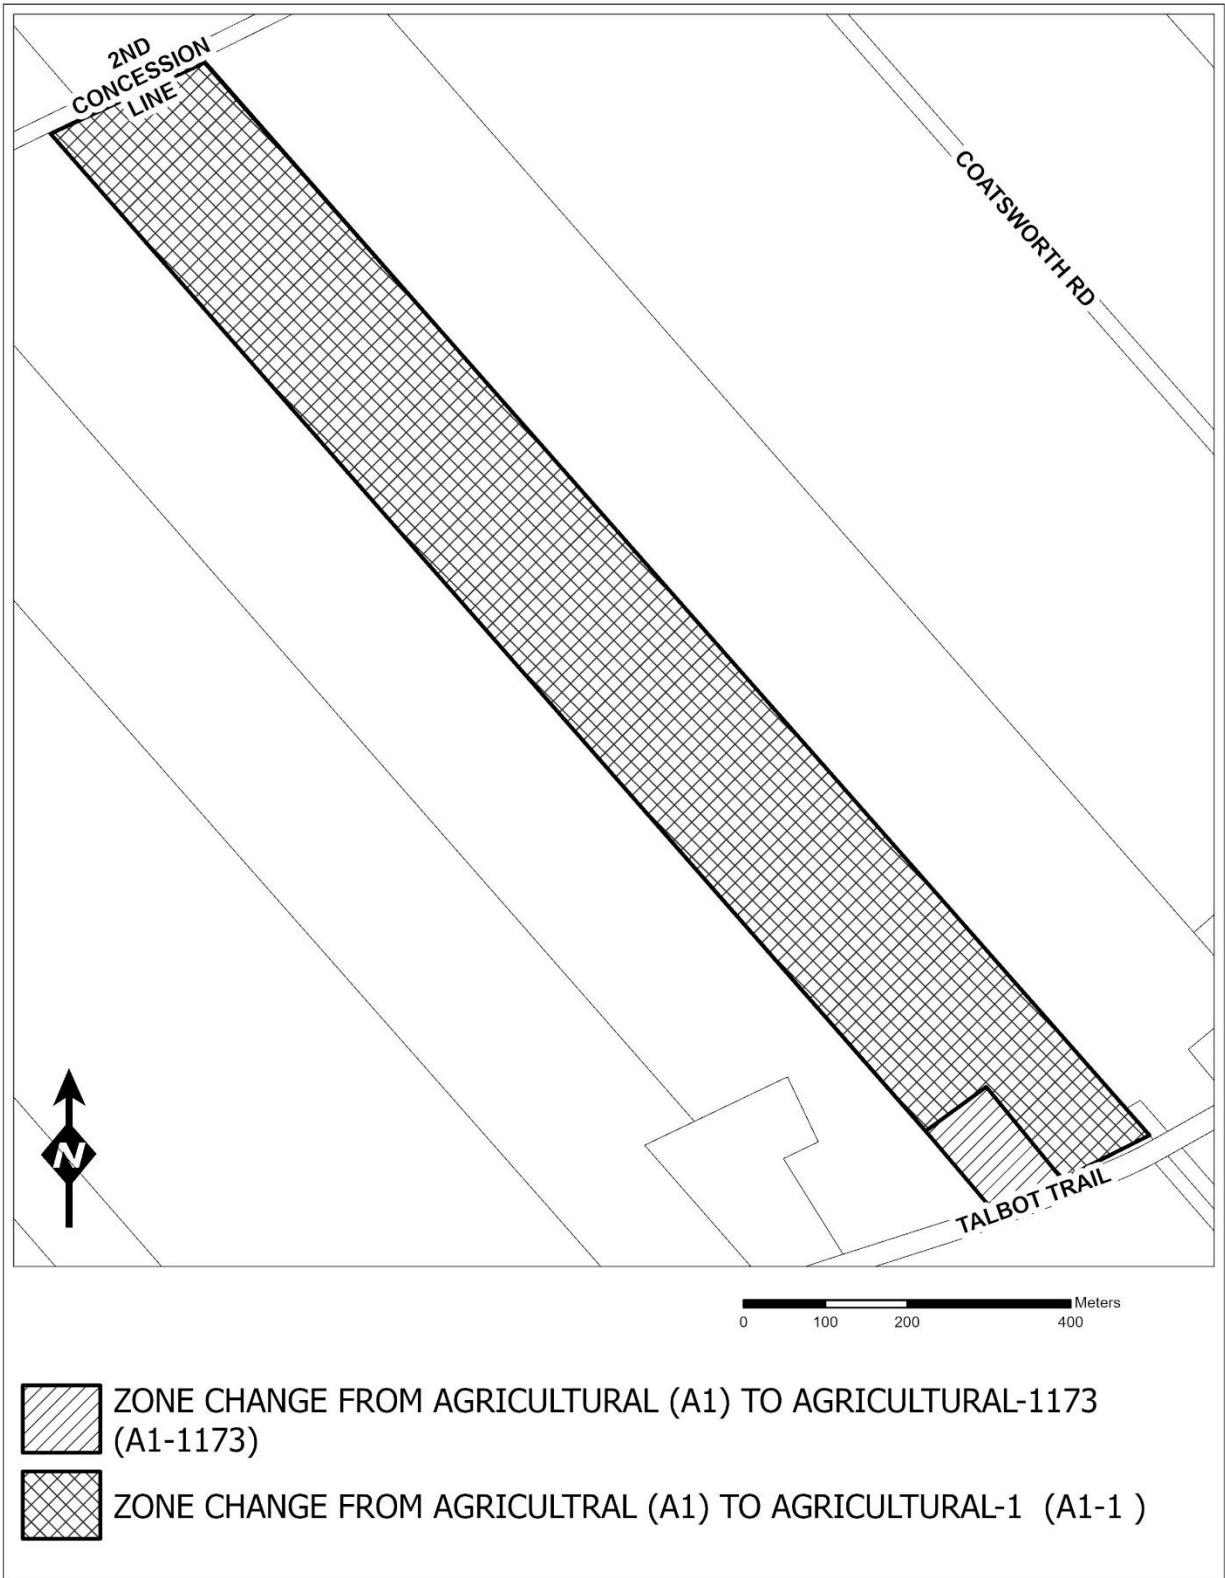 2ND
CONCESSION
LINE
COATSWORTH RD
N
TALBOT TRAIL
Meters
0 100 200 400
ZONE CHANGE FROM AGRICULTURAL (A1) TO AGRICULTURAL-1173
(A1-1173)
ZONE CHANGE FROM AGRICULTRAL (A1) TO AGRICULTURAL-1 (A1-1 )